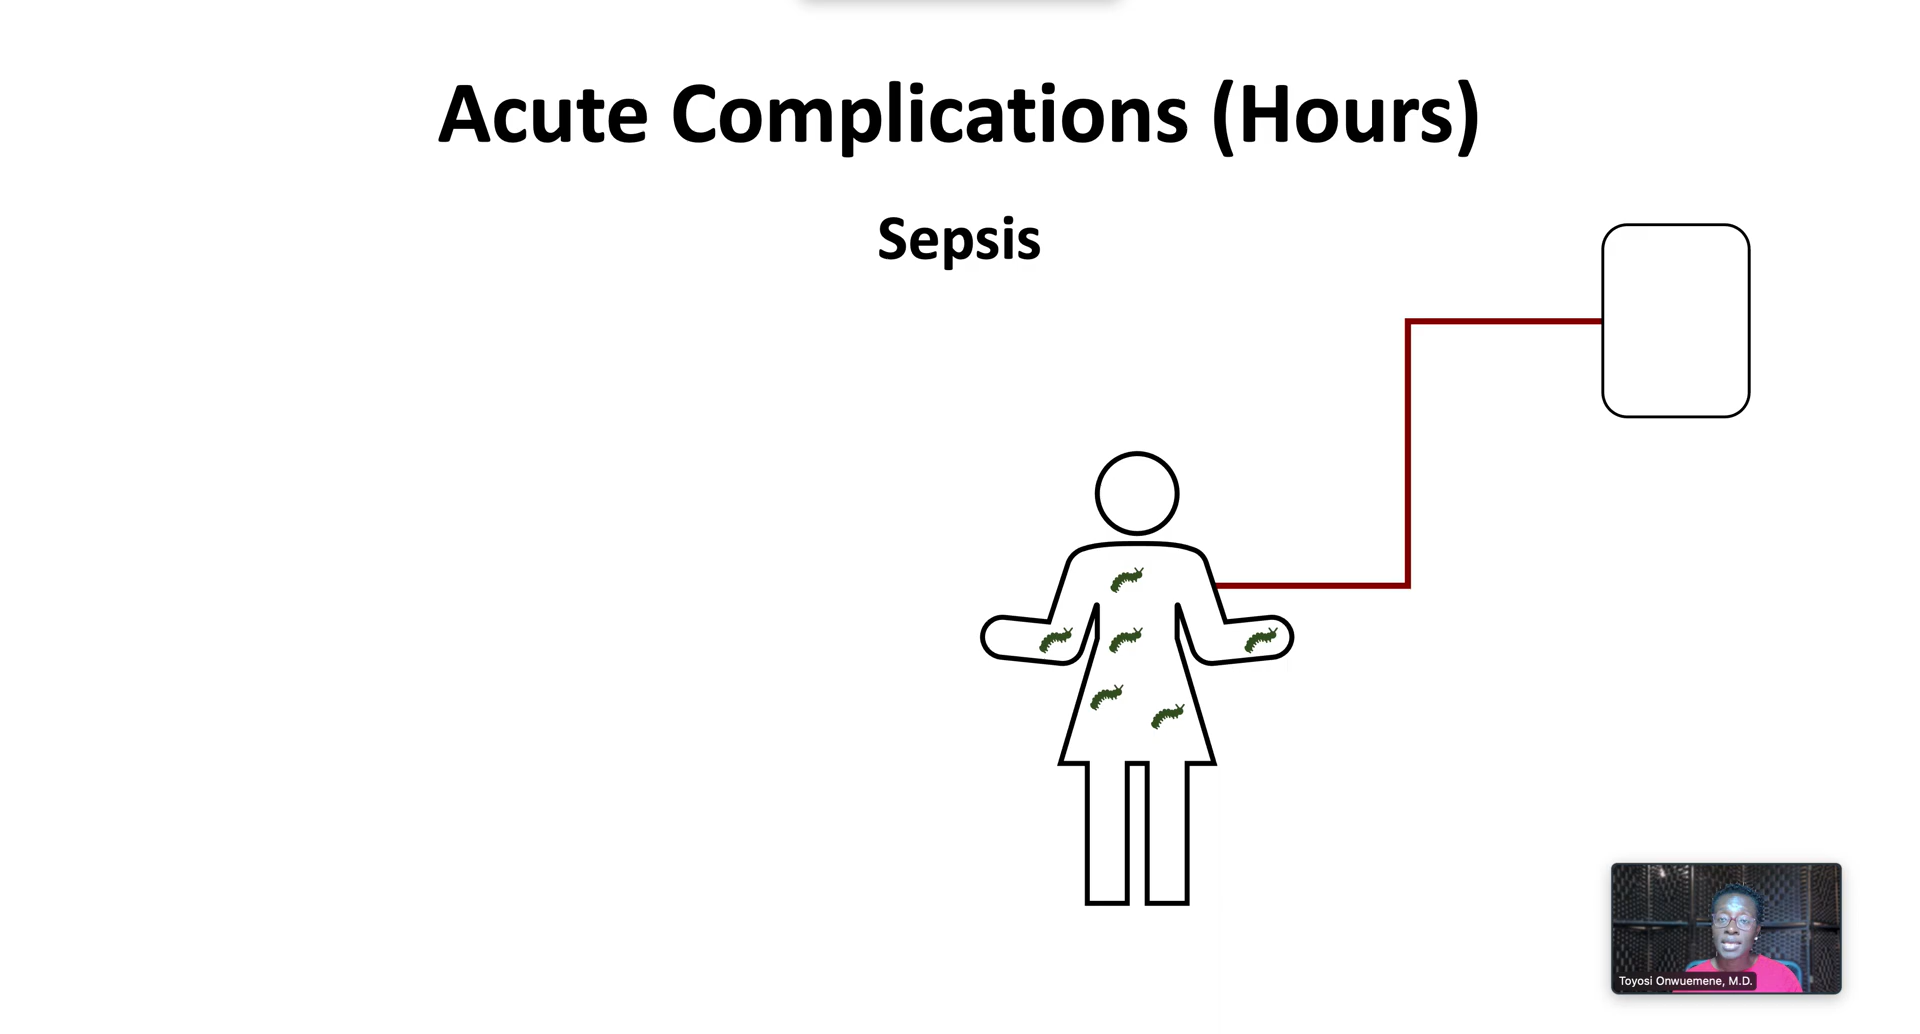 Acute Complications (Hours)
Sepsis
Toyosi Onwuemene, M.D.